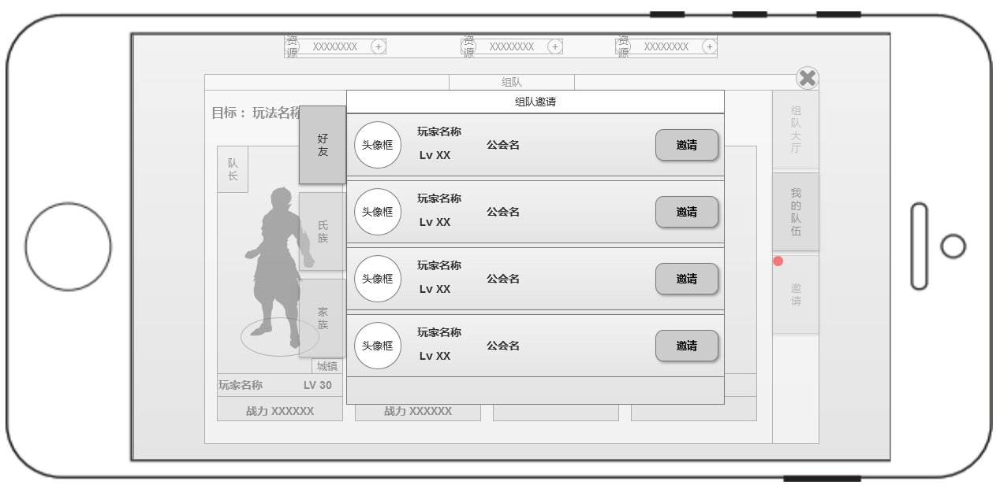 资源 XXXXXXXX + 资源 XXXXXXXX + 资源 XXXXXXXX +
组队
组队邀请
目标： 玩法名称
好友
氏族
家族
队长
头像框 玩家名称 Lv XX 公会名 邀请
头像框 玩家名称 Lv XX 公会名 邀请
头像框 玩家名称 Lv XX 公会名 邀请
头像框 玩家名称 Lv XX 公会名 邀请
组队大厅
我的队伍
邀请
城镇
玩家名称 LV 30
战力 XXXXXX
战力 XXXXXX